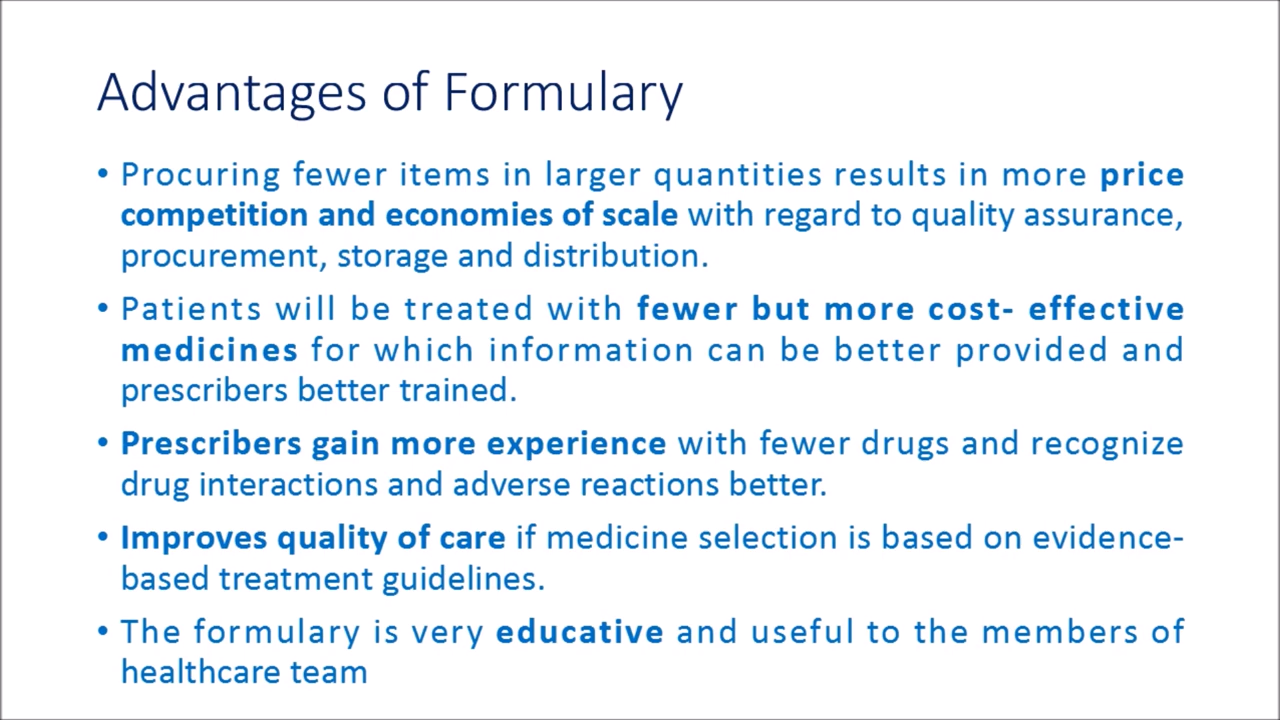 Advantages of Formulary
• Procuring fewer items in larger quantities results in more price
competition and economies of scale with regard to quality assurance,
procurement, storage and distribution.
• Patients will be treated with fewer but more cost- effective
medicines for which information can be better provided and
prescribers better trained.
• Prescribers gain more experience with fewer drugs and recognize
drug interactions and adverse reactions better.
• Improves quality of care if medicine selection is based on evidence-
based treatment guidelines.
• The formulary is very educative and useful to the members of
healthcare team